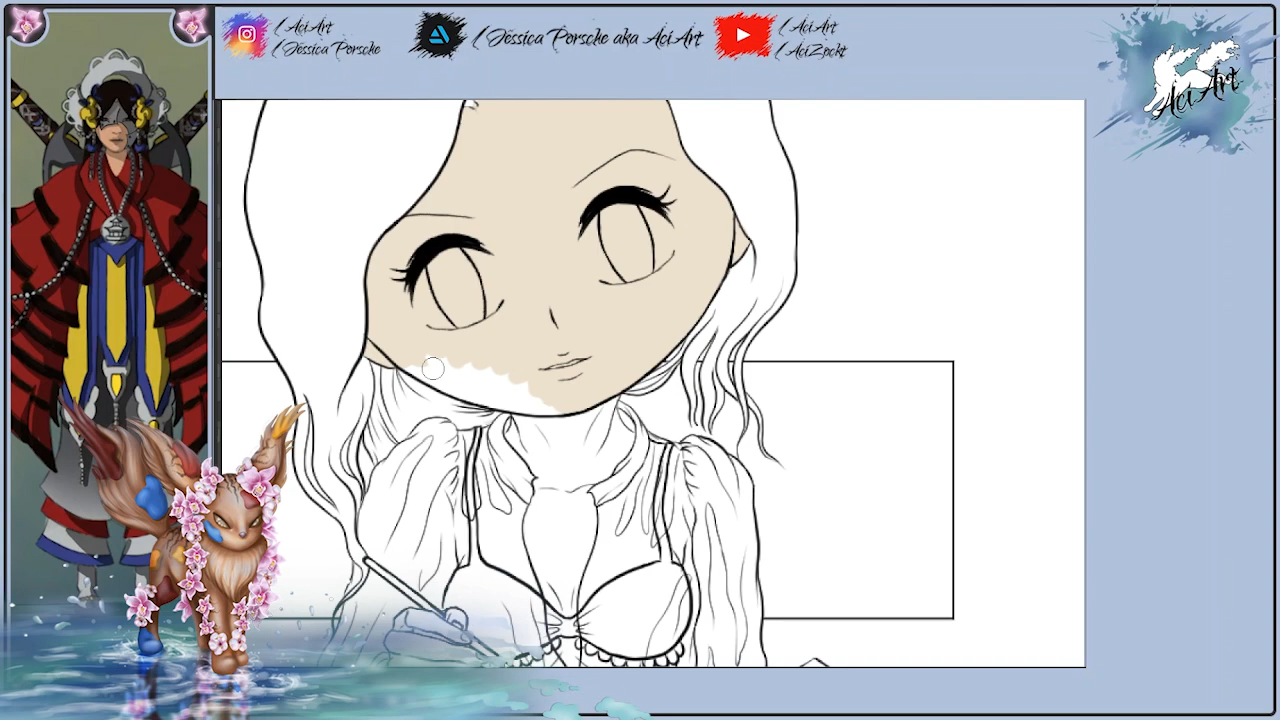 /AciArt
/Jessica Porsche
/Jessica Porsche aka AciArt
/AciArt
/AciZockt
AciArt